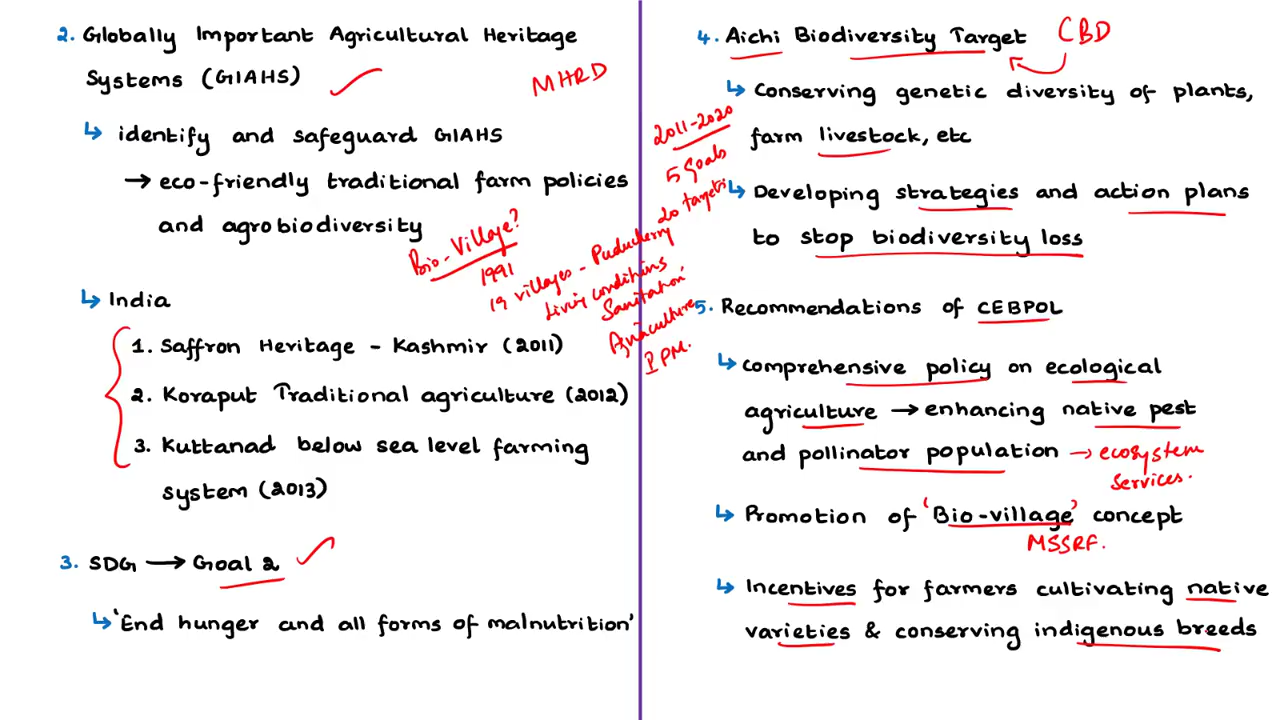 2. Globally Important Agricultural Heritage
Systems (GIAHS)
MHRD
↳ identify and safeguard GIAHS
→ eco-friendly traditional farm policies
and agrobiodiversity
Bio-Village?
1991
19 villages - Puducherry
living conditions
Sanitation
Aquaculture
IPM.
↳ India
1. Saffron Heritage - Kashmir (2011)
2. Koraput Traditional agriculture (2012)
3. Kuttanad below sea level farming
system (2013)
3. SDG → Goal 2
↳ 'End hunger and all forms of malnutrition'
4. Aichi Biodiversity Target
CBD
↳ Conserving genetic diversity of plants,
farm livestock, etc
2011-2020
5 Goals
20 targets
↳ Developing strategies and action plans
to stop biodiversity loss
5. Recommendations of CEBPOL
↳ comprehensive policy on ecological
agriculture → enhancing native pest
and pollinator population → ecosystem
services.
↳ Promotion of 'Bio-village' concept
MSSRF.
↳ Incentives for farmers cultivating native
varieties & conserving indigenous breeds